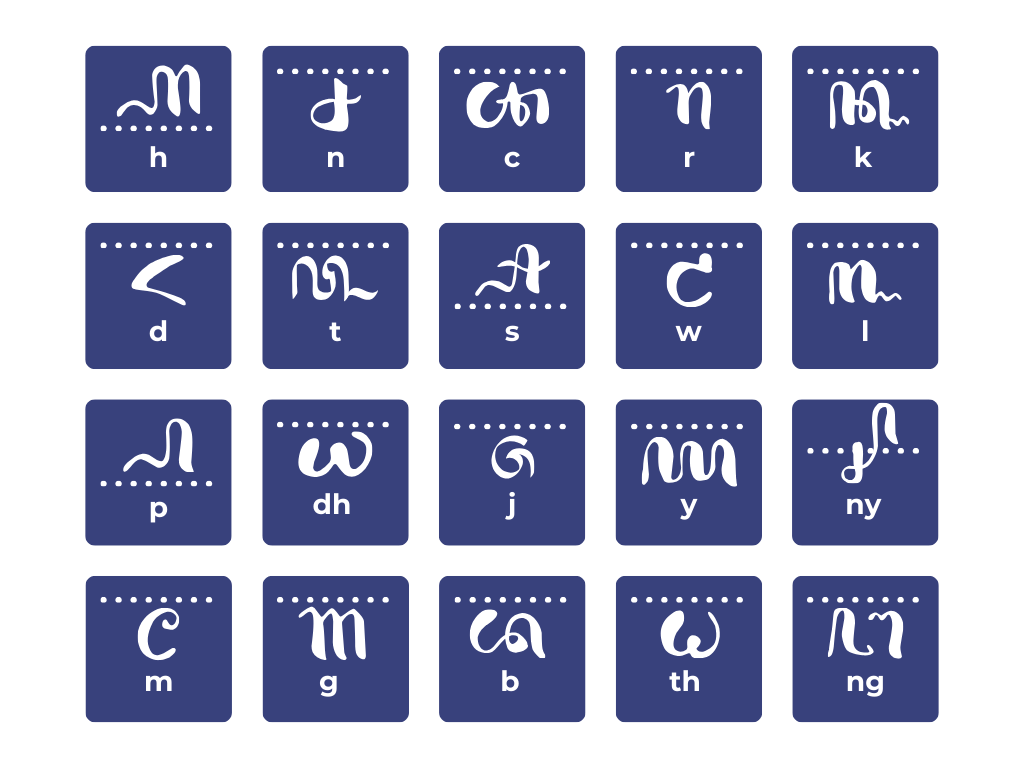 ꧀ꦲ ꧀ꦤ ꧀ꦕ ꧀ꦫ ꧀ꦏ
h n c r k
꧀ꦢ ꧀ꦠ ꧀ꦱ ꧀ꦮ ꧀ꦭ
d t s w l
꧀ꦥ ꧀ꦝ ꧀ꦗ ꧀ꦪ ꧀ꦚ
p dh j y ny
꧀ꦩ ꧀ꦒ ꧀ꦧ ꧀ꦛ ꧀ꦔ
m g b th ng